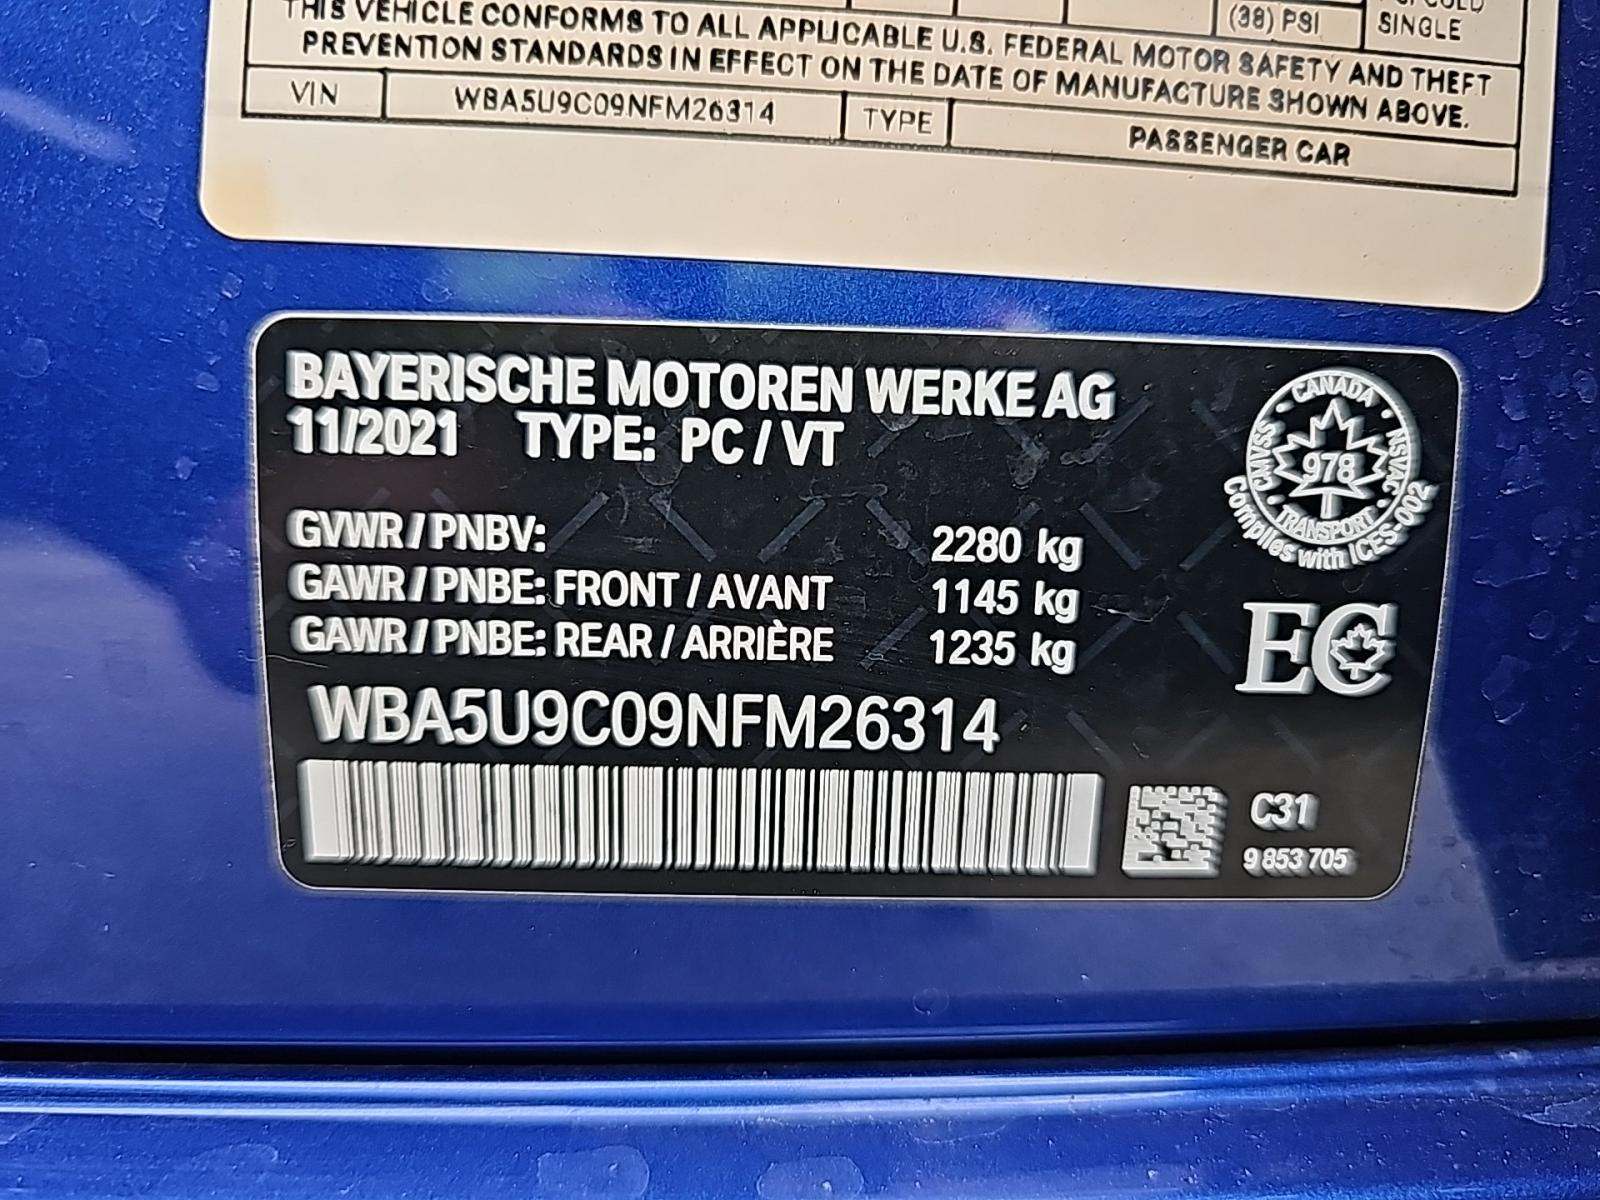 (38) PSI
SINGLE
THIS VEHICLE CONFORMS TO ALL APPLICABLE U.S. FEDERAL MOTOR SAFETY AND THEFT
PREVENTION STANDARDS IN EFFECT ON THE DATE OF MANUFACTURE SHOWN ABOVE.
VIN WBA5U9C09NFM26314 TYPE PASSENGER CAR
BAYERISCHE MOTOREN WERKE AG
11/2021 TYPE: PC / VT
GVWR / PNBV: 2280 kg
GAWR / PNBE: FRONT / AVANT 1145 kg
GAWR / PNBE: REAR / ARRIÈRE 1235 kg
WBA5U9C09NFM26314
CANADA
CMVSS NSVAC
978
TRANSPORT
Complies with ICES-002
EC
C31
9 853 705